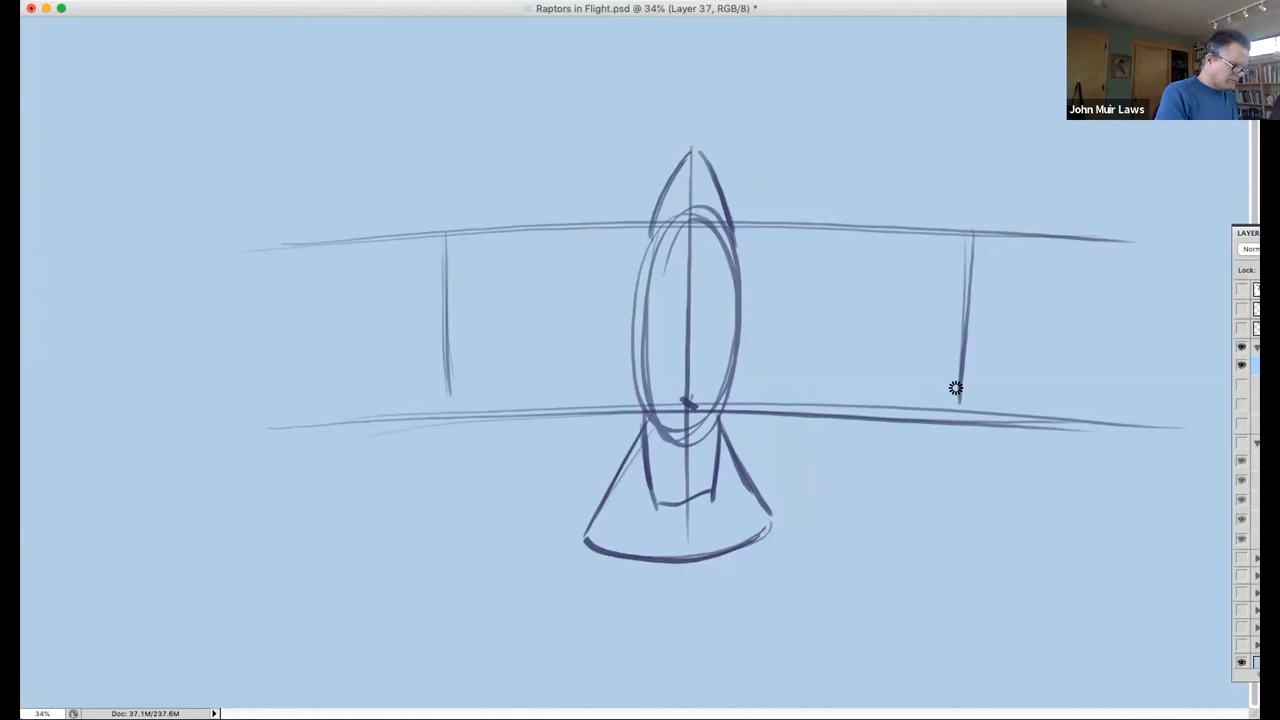 Raptors in Flight.psd @ 34% (Layer 37, RGB/8) *
John Muir Laws
LAYER
Norm
Lock:
34%
Doc: 37.1M/237.6M